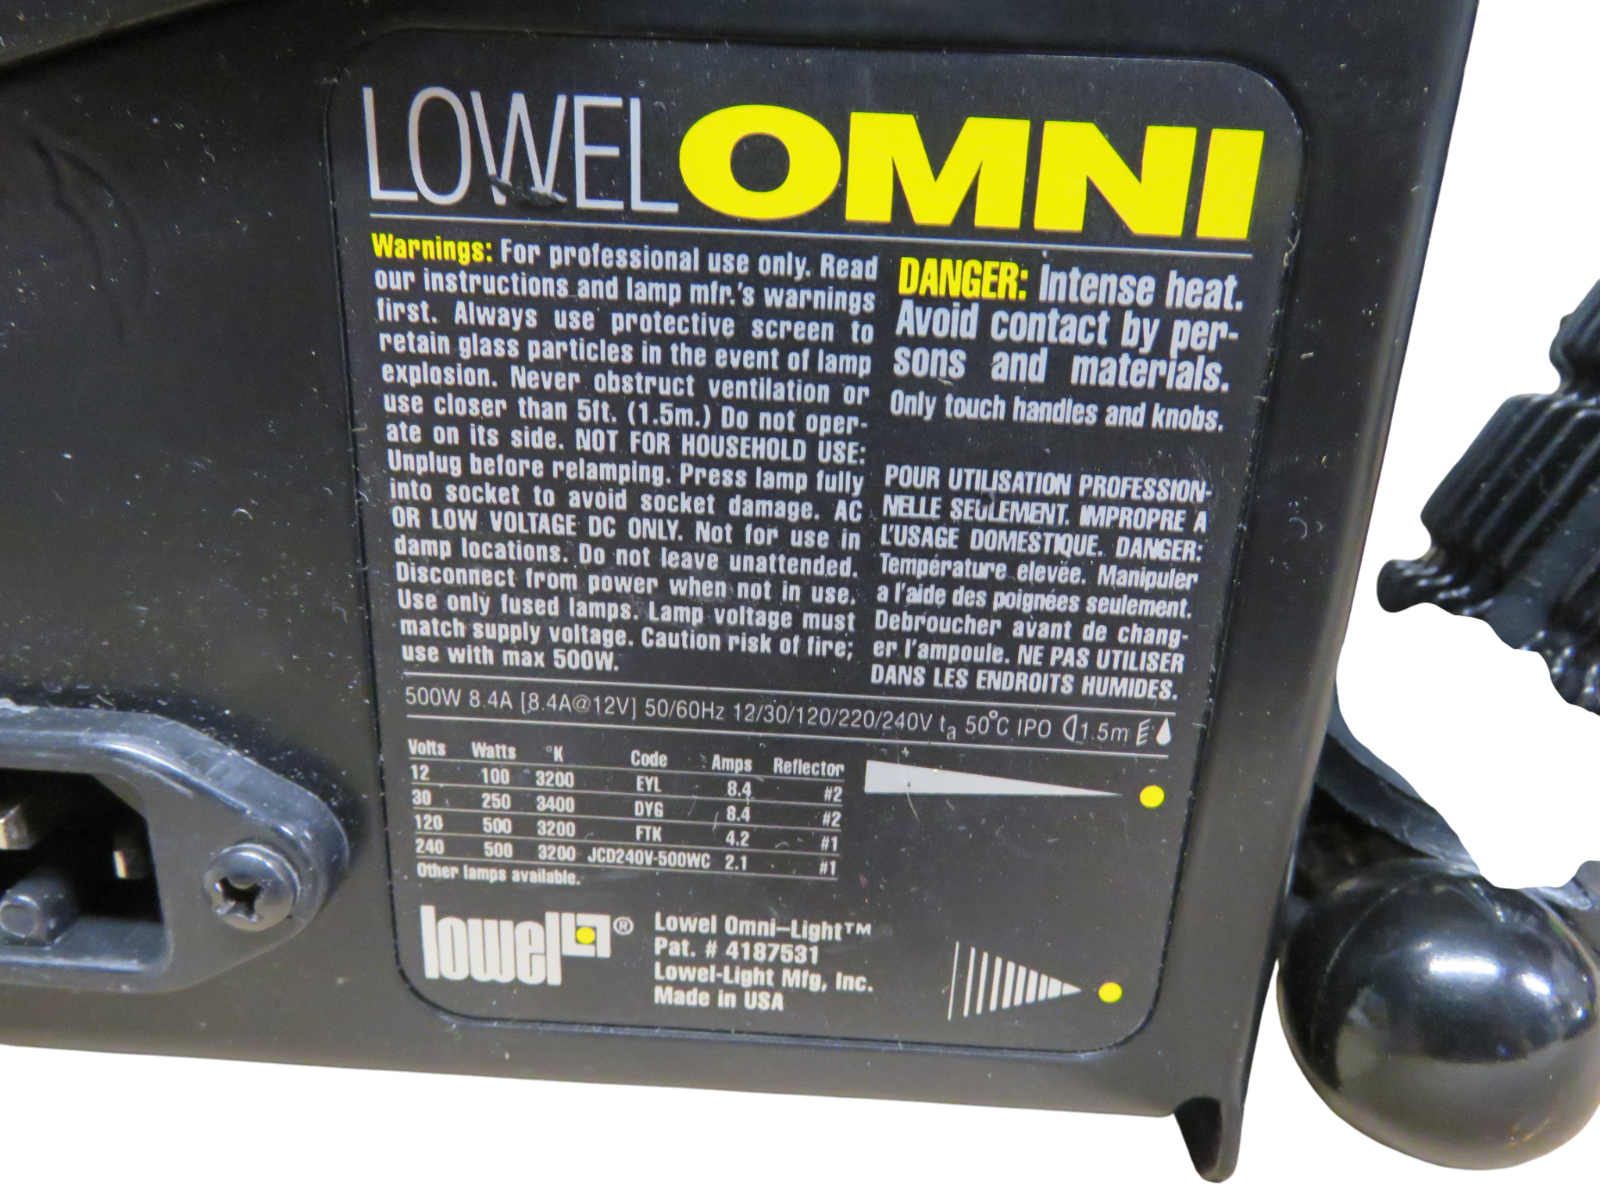 LOWEL OMNI
Warnings: For professional use only. Read
our instructions and lamp mfr.'s warnings
first. Always use protective screen to
retain glass particles in the event of lamp
explosion. Never obstruct ventilation or
use closer than 5ft. (1.5m.) Do not oper-
ate on its side. NOT FOR HOUSEHOLD USE:
Unplug before relamping. Press lamp fully
into socket to avoid socket damage. AC
OR LOW VOLTAGE DC ONLY. Not for use in
damp locations. Do not leave unattended.
Disconnect from power when not in use.
Use only fused lamps. Lamp voltage must
match supply voltage. Caution risk of fire;
use with max 500W.
DANGER: Intense heat.
Avoid contact by per-
sons and materials.
Only touch handles and knobs.
POUR UTILISATION PROFESSION-
NELLE SEULEMENT. IMPROPRE A
L'USAGE DOMESTIQUE. DANGER:
Température elevée. Manipuler
a l'aide des poignées seulement.
Debroucher avant de chang-
er l'ampoule. NE PAS UTILISER
DANS LES ENDROITS HUMIDES.
500W 8.4A [8.4A@12V] 50/60Hz 12/30/120/220/240V ta 50°C IPO 1.5m
Volts Watts °K Code Amps Reflector
12 100 3200 EYL 8.4 #2
30 250 3400 DYG 8.4 #2
120 500 3200 FTK 4.2 #1
240 500 3200 JCD240V-500WC 2.1 #1
Other lamps available.
lowel ®
Lowel Omni-Light™
Pat. # 4187531
Lowel-Light Mfg, Inc.
Made in USA